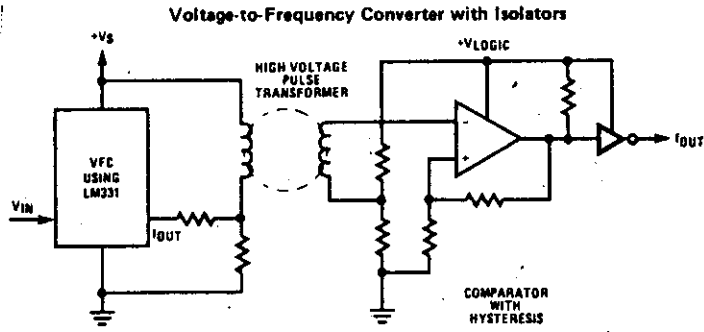 Voltage-to-Frequency Converter with Isolators
+VS
+VLOGIC
HIGH VOLTAGE
PULSE
TRANSFORMER
VFC
USING
LM331
VIN
fOUT
-
+
fOUT
COMPARATOR
WITH
HYSTERESIS